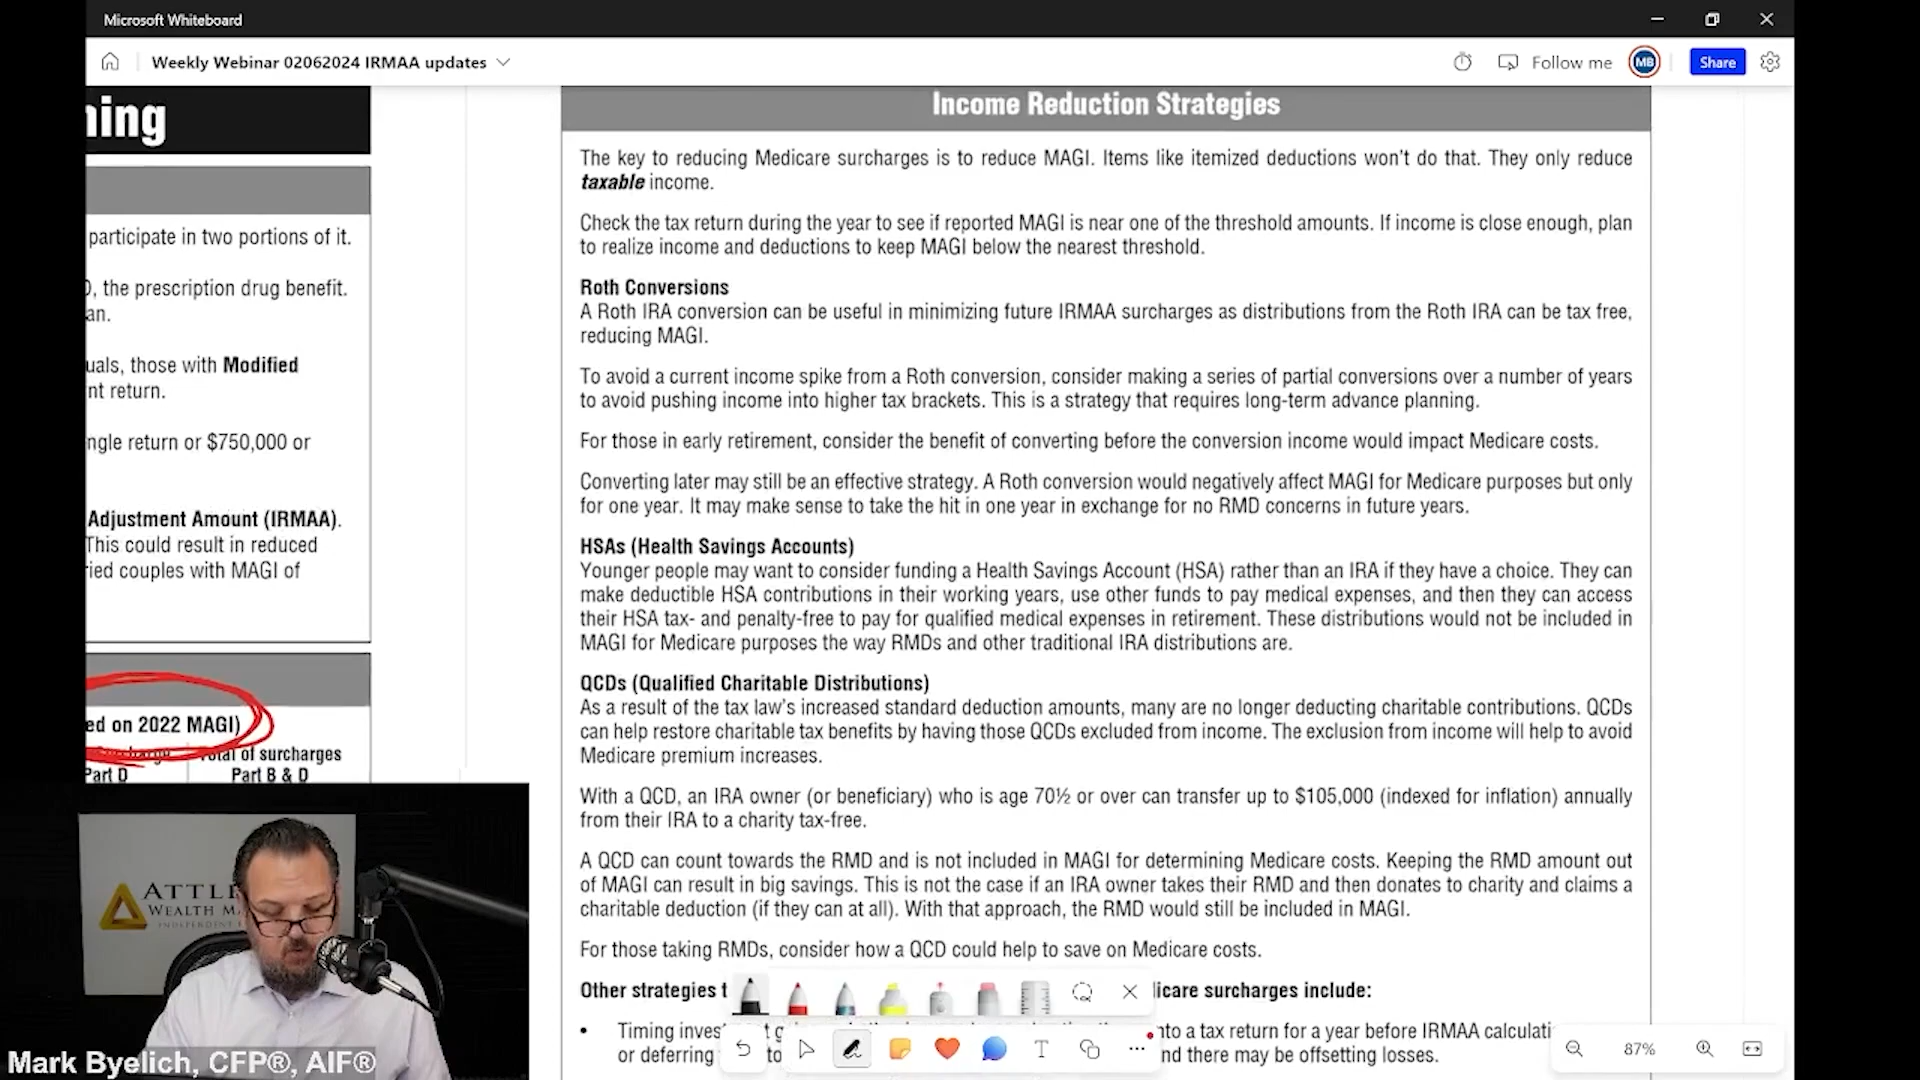 Microsoft Whiteboard
Weekly Webinar 02062024 IRMAA updates
Follow me
MB
Share
ning
participate in two portions of it.
, the prescription drug benefit.
an.
uals, those with Modified
nt return.
ngle return or $750,000 or
Adjustment Amount (IRMAA).
This could result in reduced
ried couples with MAGI of
ed on 2022 MAGI)
of surcharges
Part D
Part B & D
Income Reduction Strategies
The key to reducing Medicare surcharges is to reduce MAGI. Items like itemized deductions won't do that. They only reduce
taxable income.
Check the tax return during the year to see if reported MAGI is near one of the threshold amounts. If income is close enough, plan
to realize income and deductions to keep MAGI below the nearest threshold.
Roth Conversions
A Roth IRA conversion can be useful in minimizing future IRMAA surcharges as distributions from the Roth IRA can be tax free,
reducing MAGI.
To avoid a current income spike from a Roth conversion, consider making a series of partial conversions over a number of years
to avoid pushing income into higher tax brackets. This is a strategy that requires long-term advance planning.
For those in early retirement, consider the benefit of converting before the conversion income would impact Medicare costs.
Converting later may still be an effective strategy. A Roth conversion would negatively affect MAGI for Medicare purposes but only
for one year. It may make sense to take the hit in one year in exchange for no RMD concerns in future years.
HSAs (Health Savings Accounts)
Younger people may want to consider funding a Health Savings Account (HSA) rather than an IRA if they have a choice. They can
make deductible HSA contributions in their working years, use other funds to pay medical expenses, and then they can access
their HSA tax- and penalty-free to pay for qualified medical expenses in retirement. These distributions would not be included in
MAGI for Medicare purposes the way RMDs and other traditional IRA distributions are.
QCDs (Qualified Charitable Distributions)
As a result of the tax law's increased standard deduction amounts, many are no longer deducting charitable contributions. QCDs
can help restore charitable tax benefits by having those QCDs excluded from income. The exclusion from income will help to avoid
Medicare premium increases.
With a QCD, an IRA owner (or beneficiary) who is age 70½ or over can transfer up to $105,000 (indexed for inflation) annually
from their IRA to a charity tax-free.
A QCD can count towards the RMD and is not included in MAGI for determining Medicare costs. Keeping the RMD amount out
of MAGI can result in big savings. This is not the case if an IRA owner takes their RMD and then donates to charity and claims a
charitable deduction (if they can at all). With that approach, the RMD would still be included in MAGI.
For those taking RMDs, consider how a QCD could help to save on Medicare costs.
Other strategies t icare surcharges include:
• Timing to a tax return for a year before IRMAA calculati
or deferring nd there may be offsetting losses.
87%
ATTLE
WEALTH MA
INDEPENDENT
Mark Byelich, CFP®, AIF®